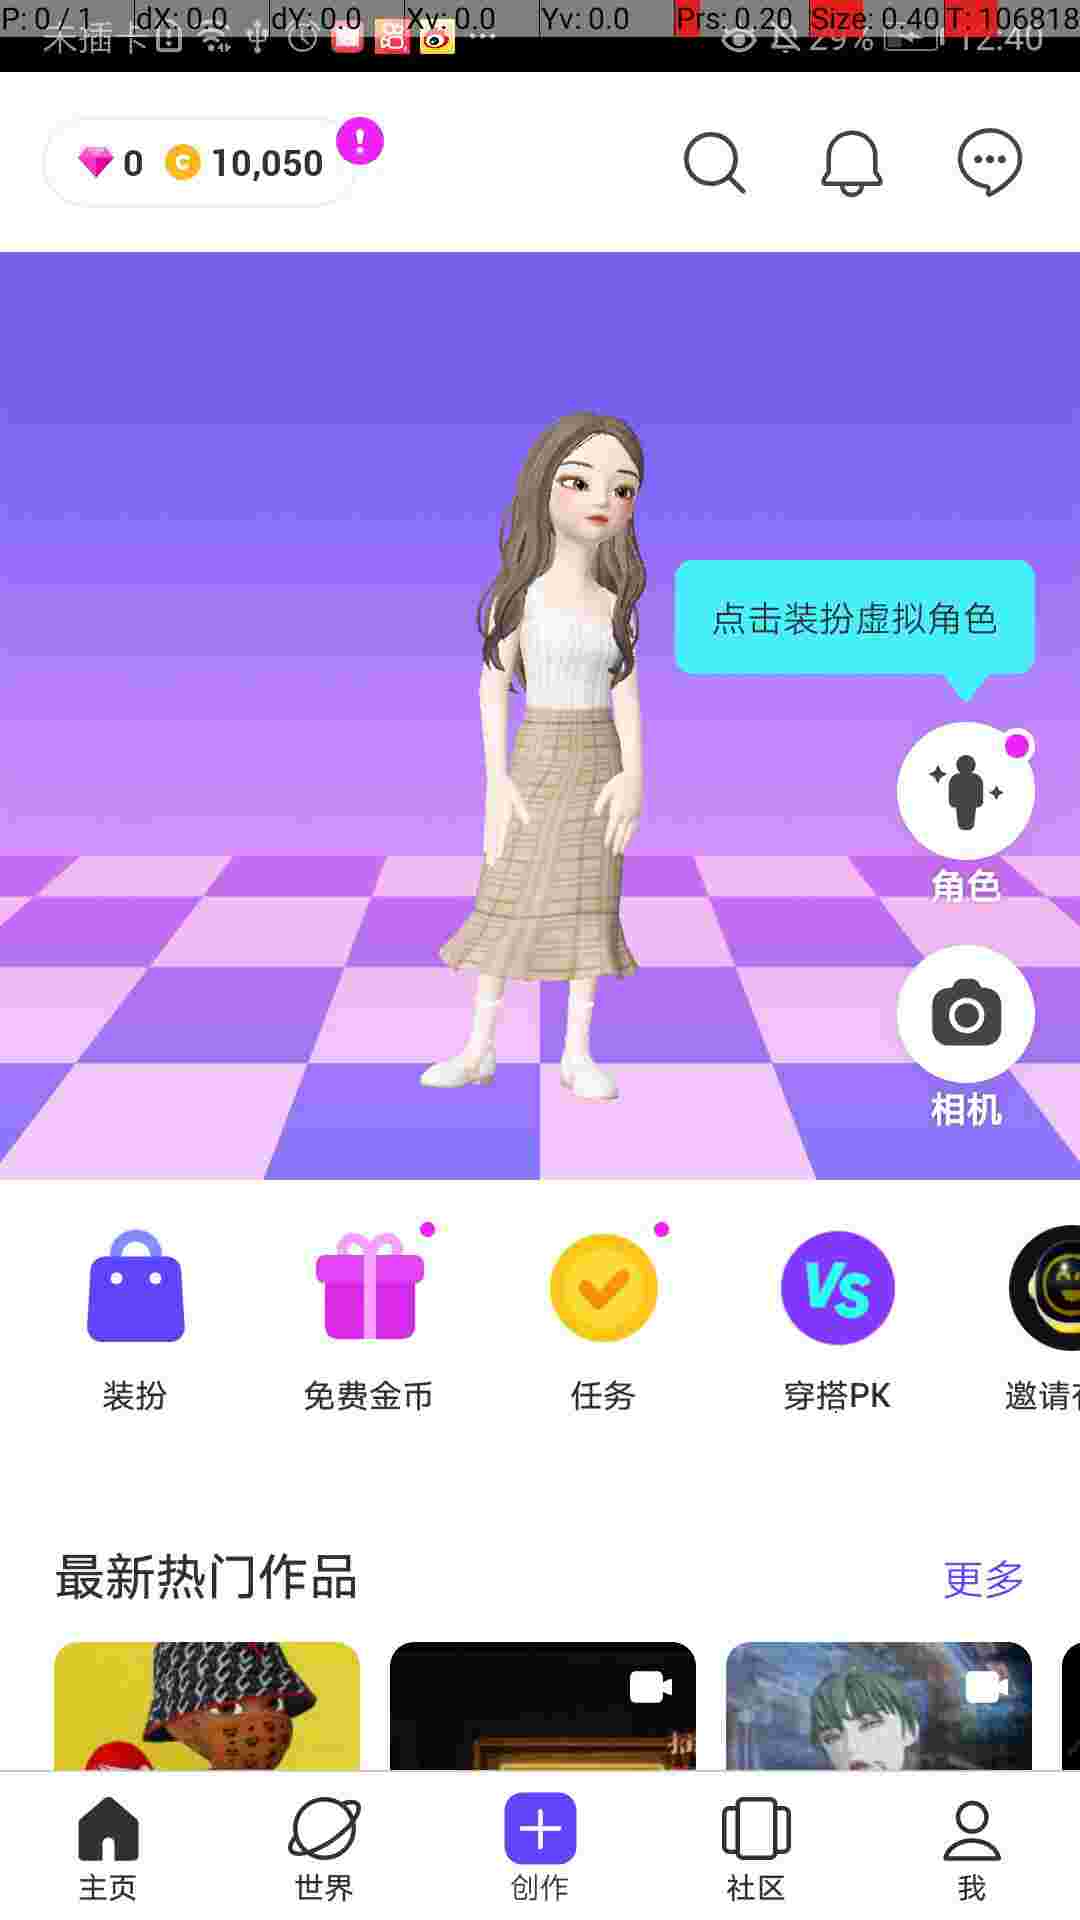 P: 0 / 1 dX: 0.0 dY: 0.0 Xv: 0.0 Yv: 0.0 Prs: 0.20 Size: 0.40 T: 106818
未插卡 29% 12:40
0 10,050
点击装扮虚拟角色
角色
相机
VS
装扮 免费金币 任务 穿搭PK 邀请
最新热门作品 更多
主页 世界 创作 社区 我